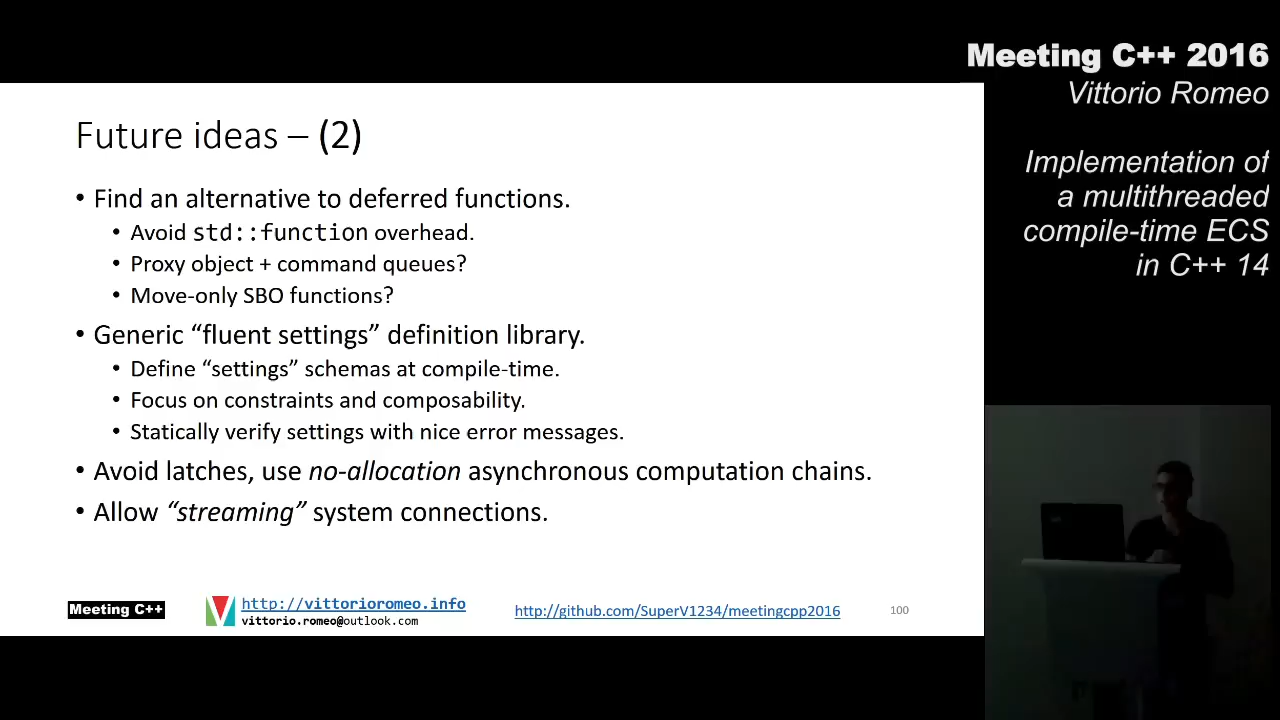 Meeting C++ 2016
Vittorio Romeo
Implementation of
a multithreaded
compile-time ECS
in C++ 14
Future ideas – (2)
• Find an alternative to deferred functions.
• Avoid std::function overhead.
• Proxy object + command queues?
• Move-only SBO functions?
• Generic “fluent settings” definition library.
• Define “settings” schemas at compile-time.
• Focus on constraints and composability.
• Statically verify settings with nice error messages.
• Avoid latches, use no-allocation asynchronous computation chains.
• Allow “streaming” system connections.
Meeting C++
http://vittorioromeo.info
vittorio.romeo@outlook.com
http://github.com/SuperV1234/meetingcpp2016
100